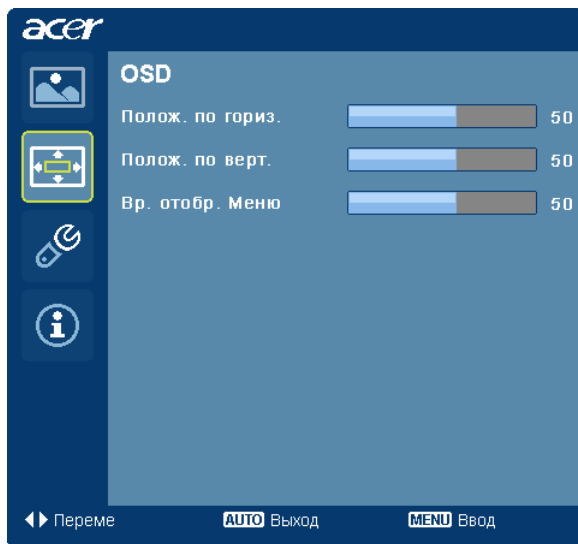 acer
OSD
Полож. по гориз. 50
Полож. по верт. 50
Вр. отобр. Меню 50
Переме AUTO Выход MENU Ввод